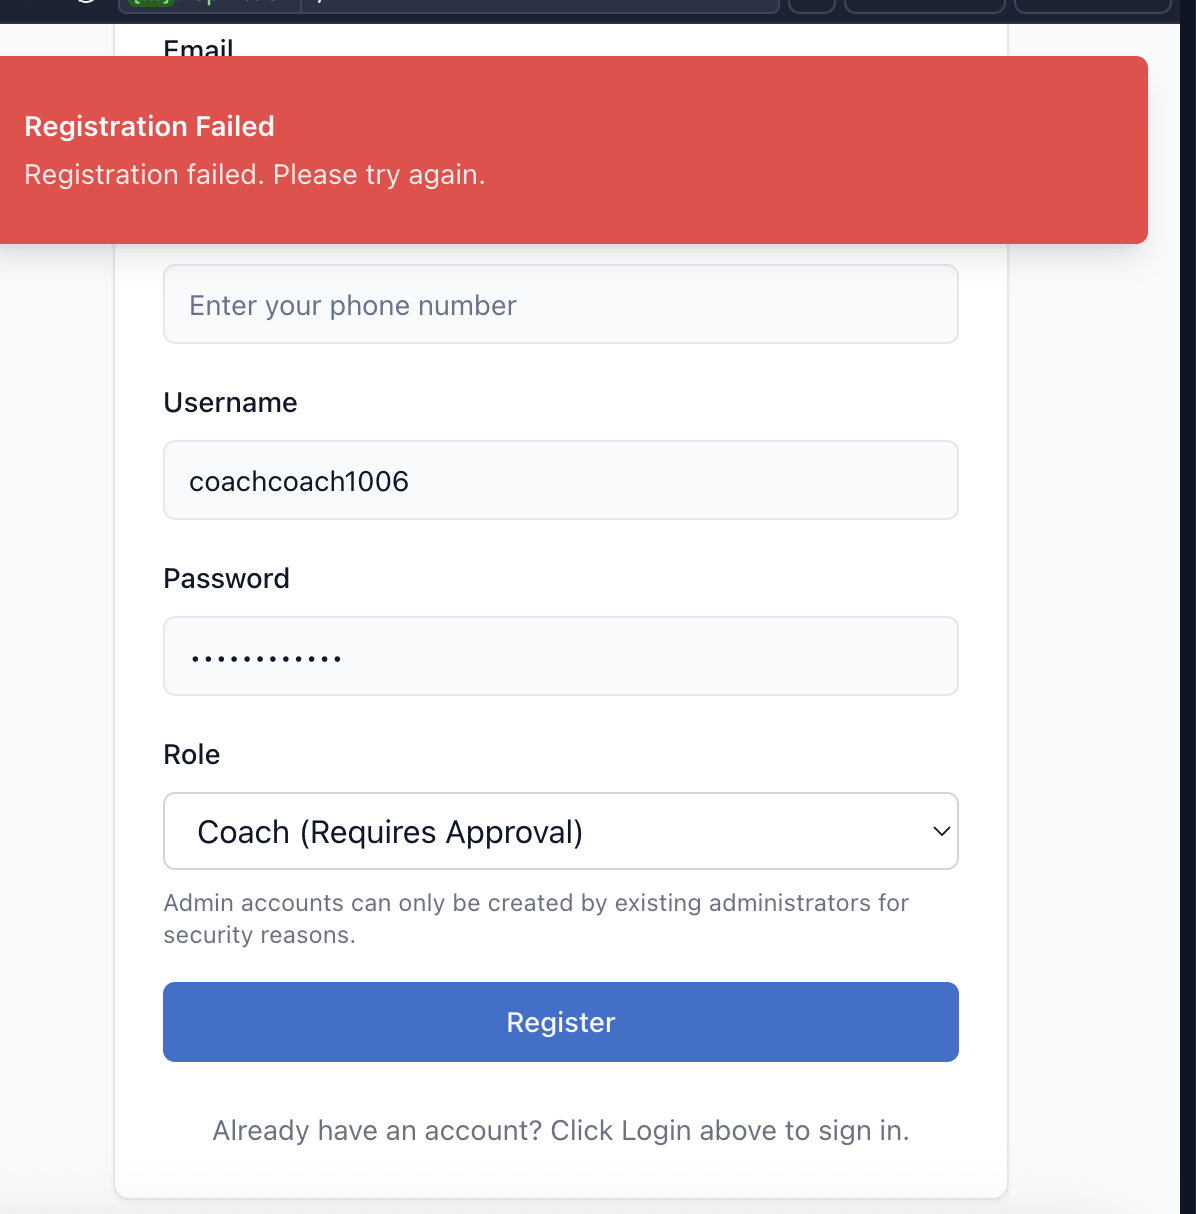 Email
Registration Failed
Registration failed. Please try again.
Enter your phone number
Username
coachcoach1006
Password
Role
Coach (Requires Approval)
Admin accounts can only be created by existing administrators for
security reasons.
Register
Already have an account? Click Login above to sign in.